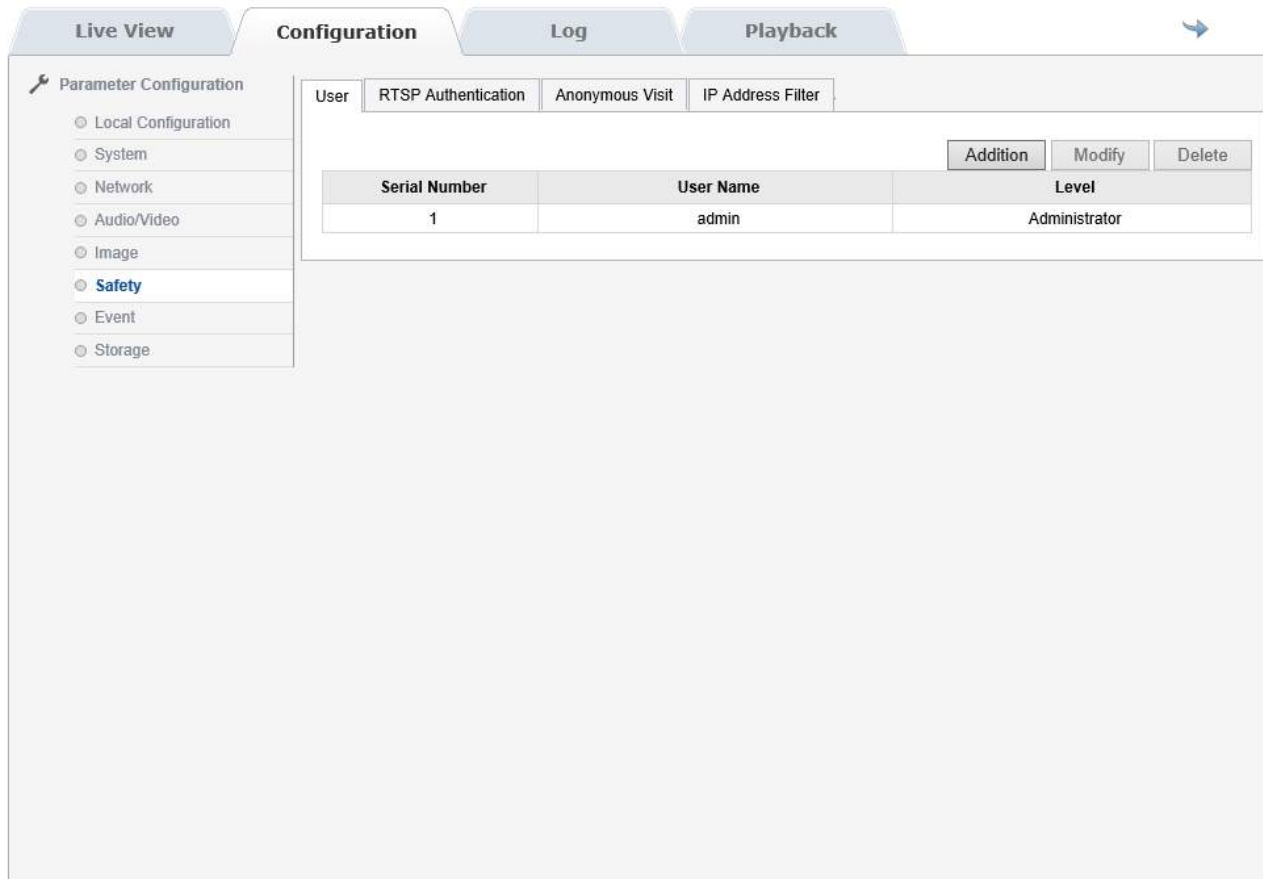 Live View Configuration Log Playback
Parameter Configuration
Local Configuration
System
Network
Audio/Video
Image
Safety
Event
Storage
User RTSP Authentication Anonymous Visit IP Address Filter
Addition Modify Delete
Serial Number User Name Level
1 admin Administrator